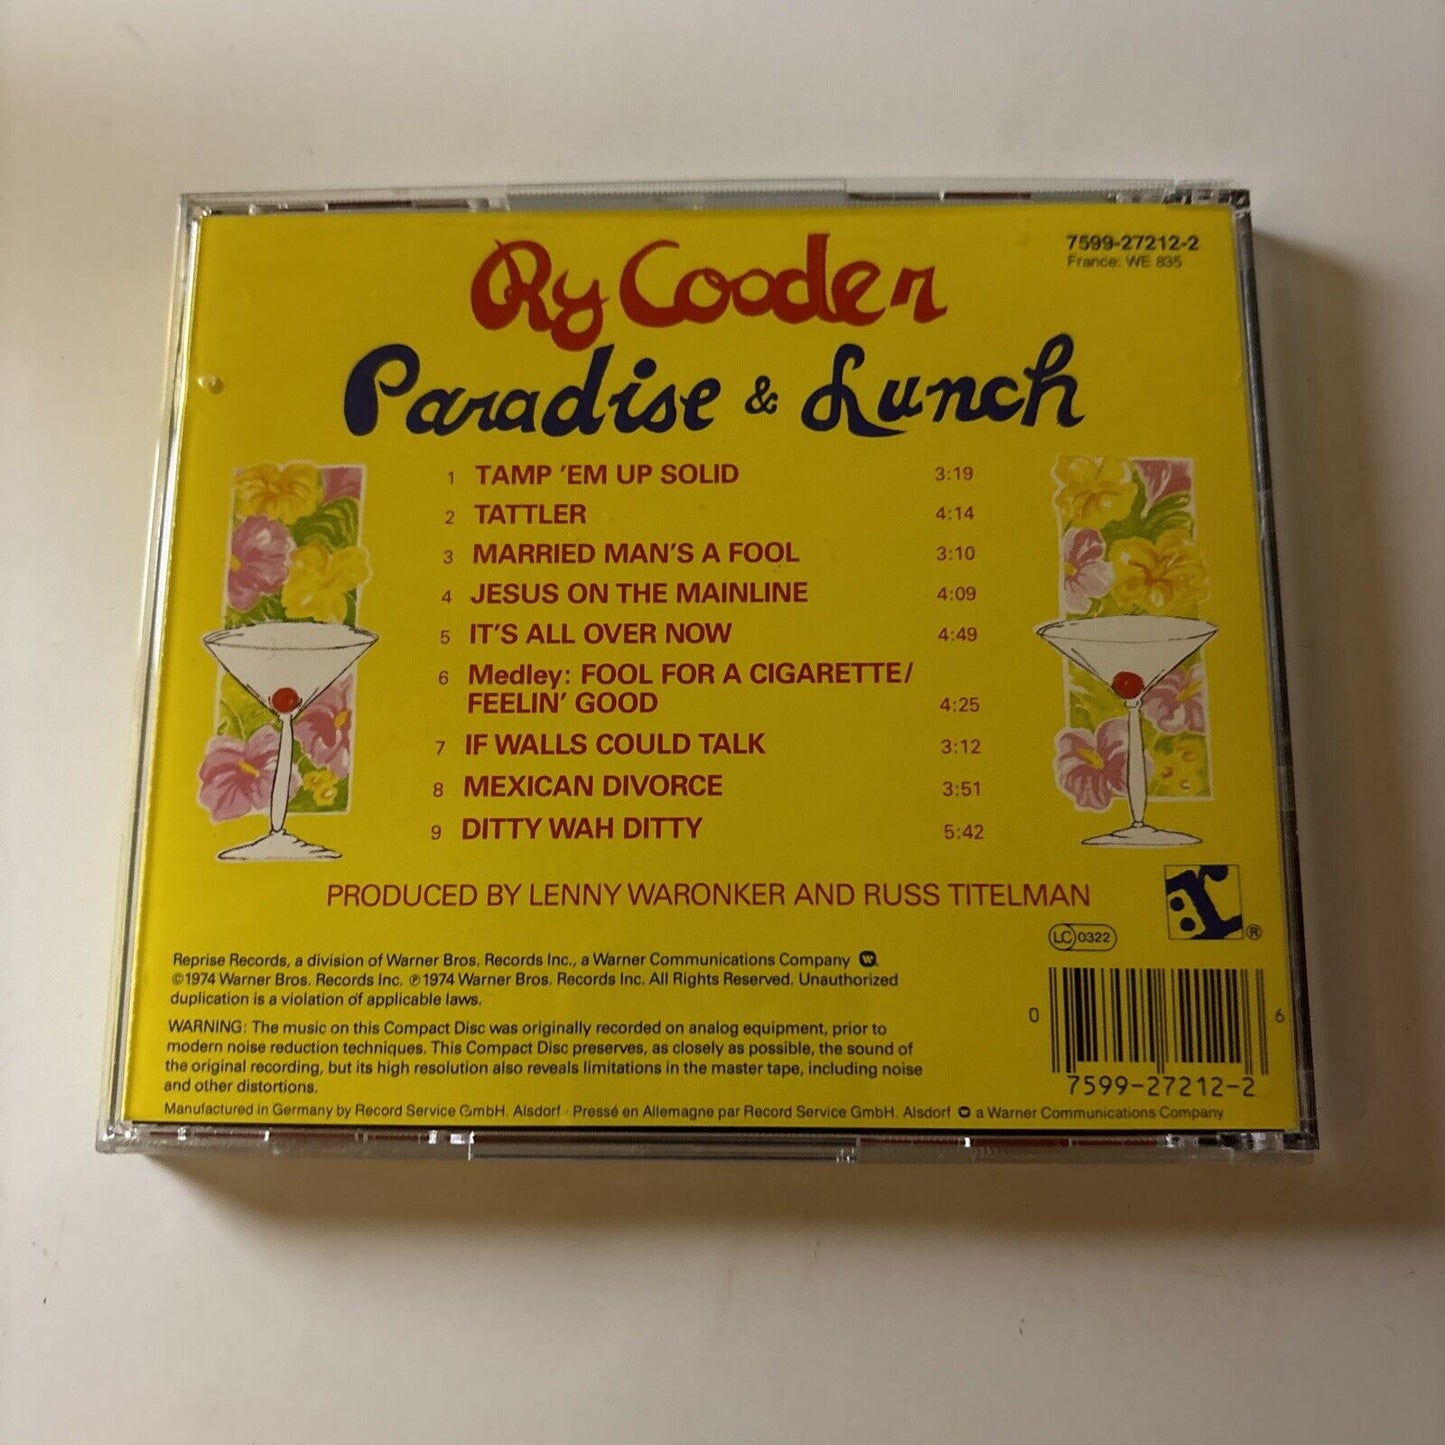 Ry Cooder
7599-27212-2
France: WE 835
Paradise & Lunch
1 TAMP 'EM UP SOLID 3:19
2 TATTLER 4:14
3 MARRIED MAN'S A FOOL 3:10
4 JESUS ON THE MAINLINE 4:09
5 IT'S ALL OVER NOW 4:49
6 Medley: FOOL FOR A CIGARETTE/
FEELIN' GOOD 4:25
7 IF WALLS COULD TALK 3:12
8 MEXICAN DIVORCE 3:51
9 DITTY WAH DITTY 5:42
PRODUCED BY LENNY WARONKER AND RUSS TITELMAN
r: ®
LC 0322
Reprise Records, a division of Warner Bros. Records Inc., a Warner Communications Company
©1974 Warner Bros. Records Inc. ℗1974 Warner Bros. Records Inc. All Rights Reserved. Unauthorized
duplication is a violation of applicable laws.
WARNING: The music on this Compact Disc was originally recorded on analog equipment, prior to
modern noise reduction techniques. This Compact Disc preserves, as closely as possible, the sound of
the original recording, but its high resolution also reveals limitations in the master tape, including noise
and other distortions.
0 6
7599-27212-2
Manufactured in Germany by Record Service GmbH. Alsdorf · Pressé en Allemagne par Record Service GmbH. Alsdorf a Warner Communications Company